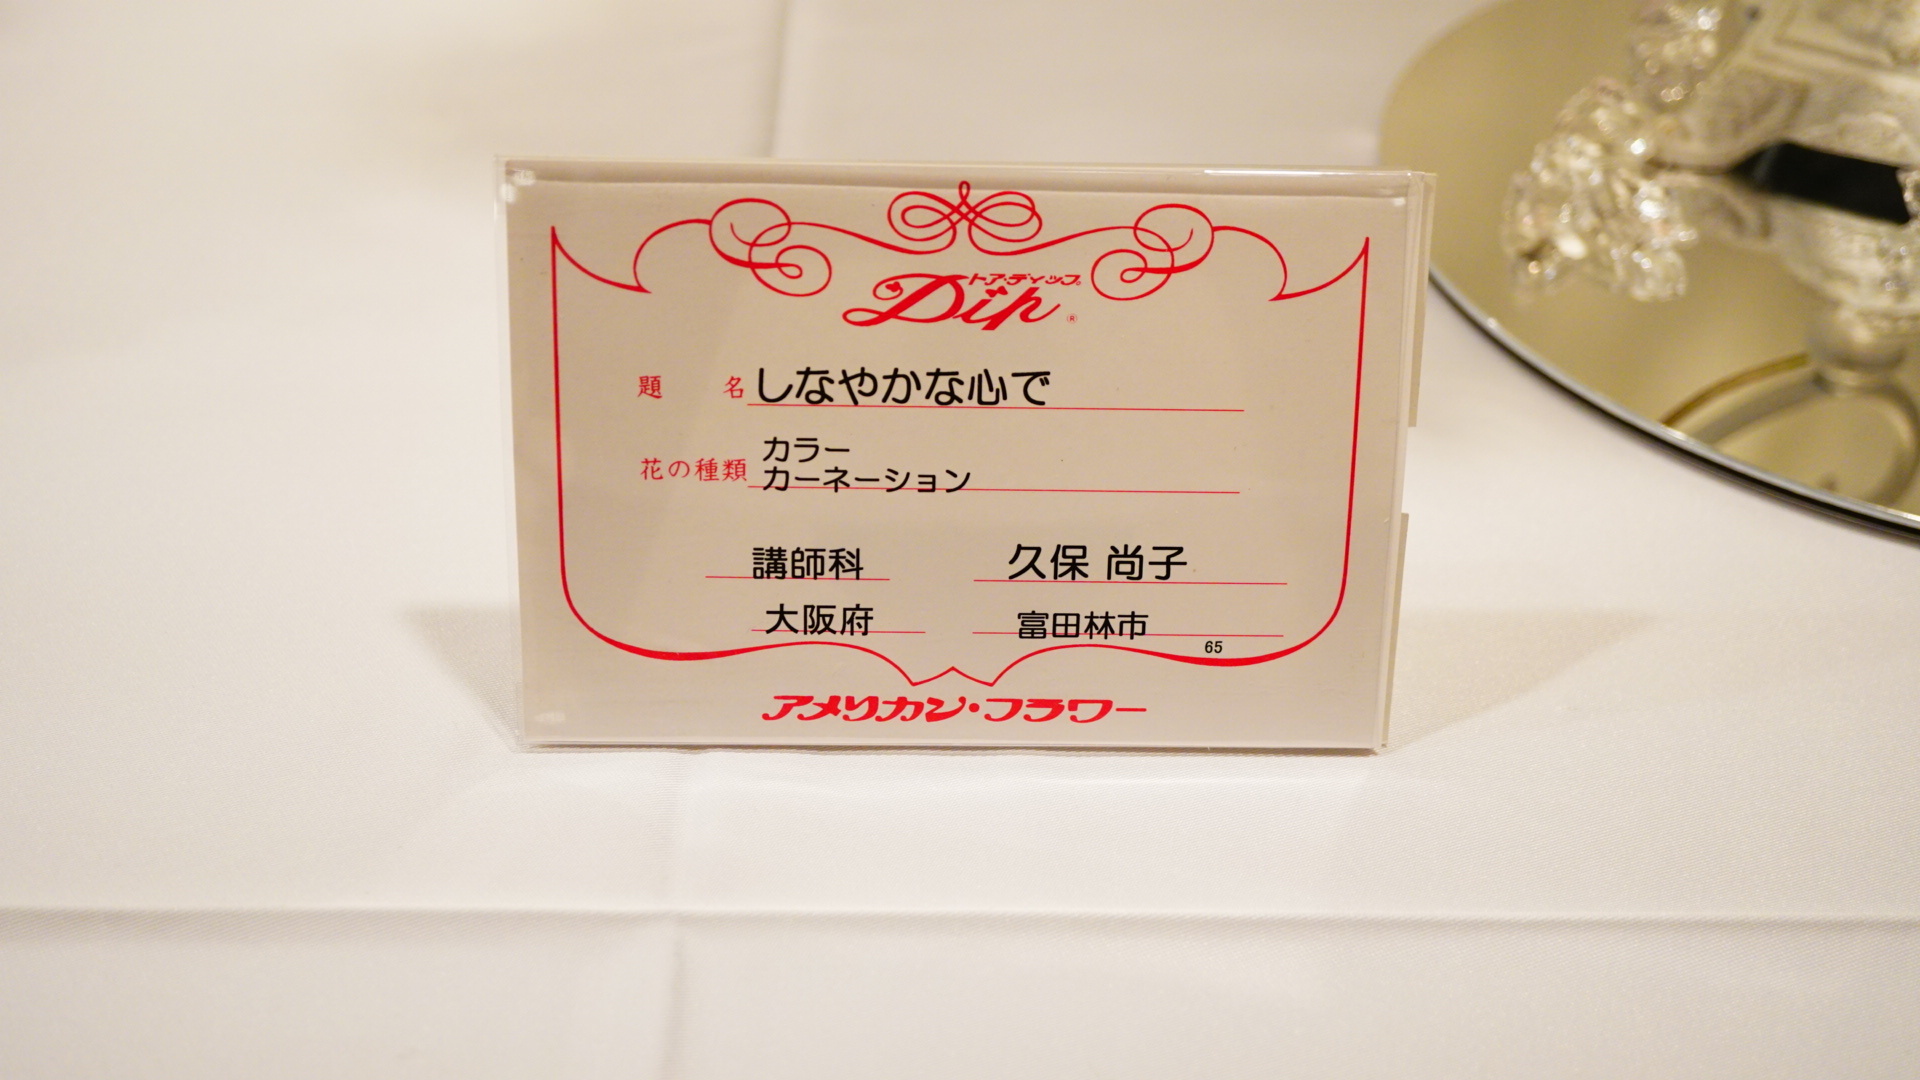 トア・ディップ
Dip ®
題名 しなやかな心で
花の種類 カラー
カーネーション
講師科 久保 尚子
大阪府 富田林市
65
アメリカン・フラワー